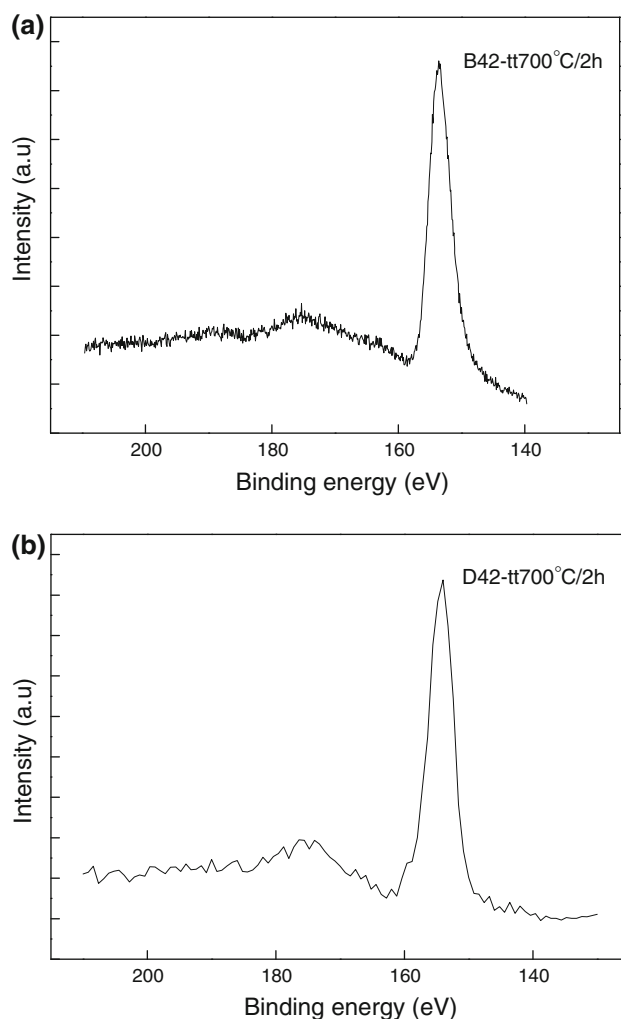 (a)
B42-tt700°C/2h
Intensity (a.u)
200 180 160 140
Binding energy (eV)
(b)
D42-tt700°C/2h
Intensity (a.u)
200 180 160 140
Binding energy (eV)